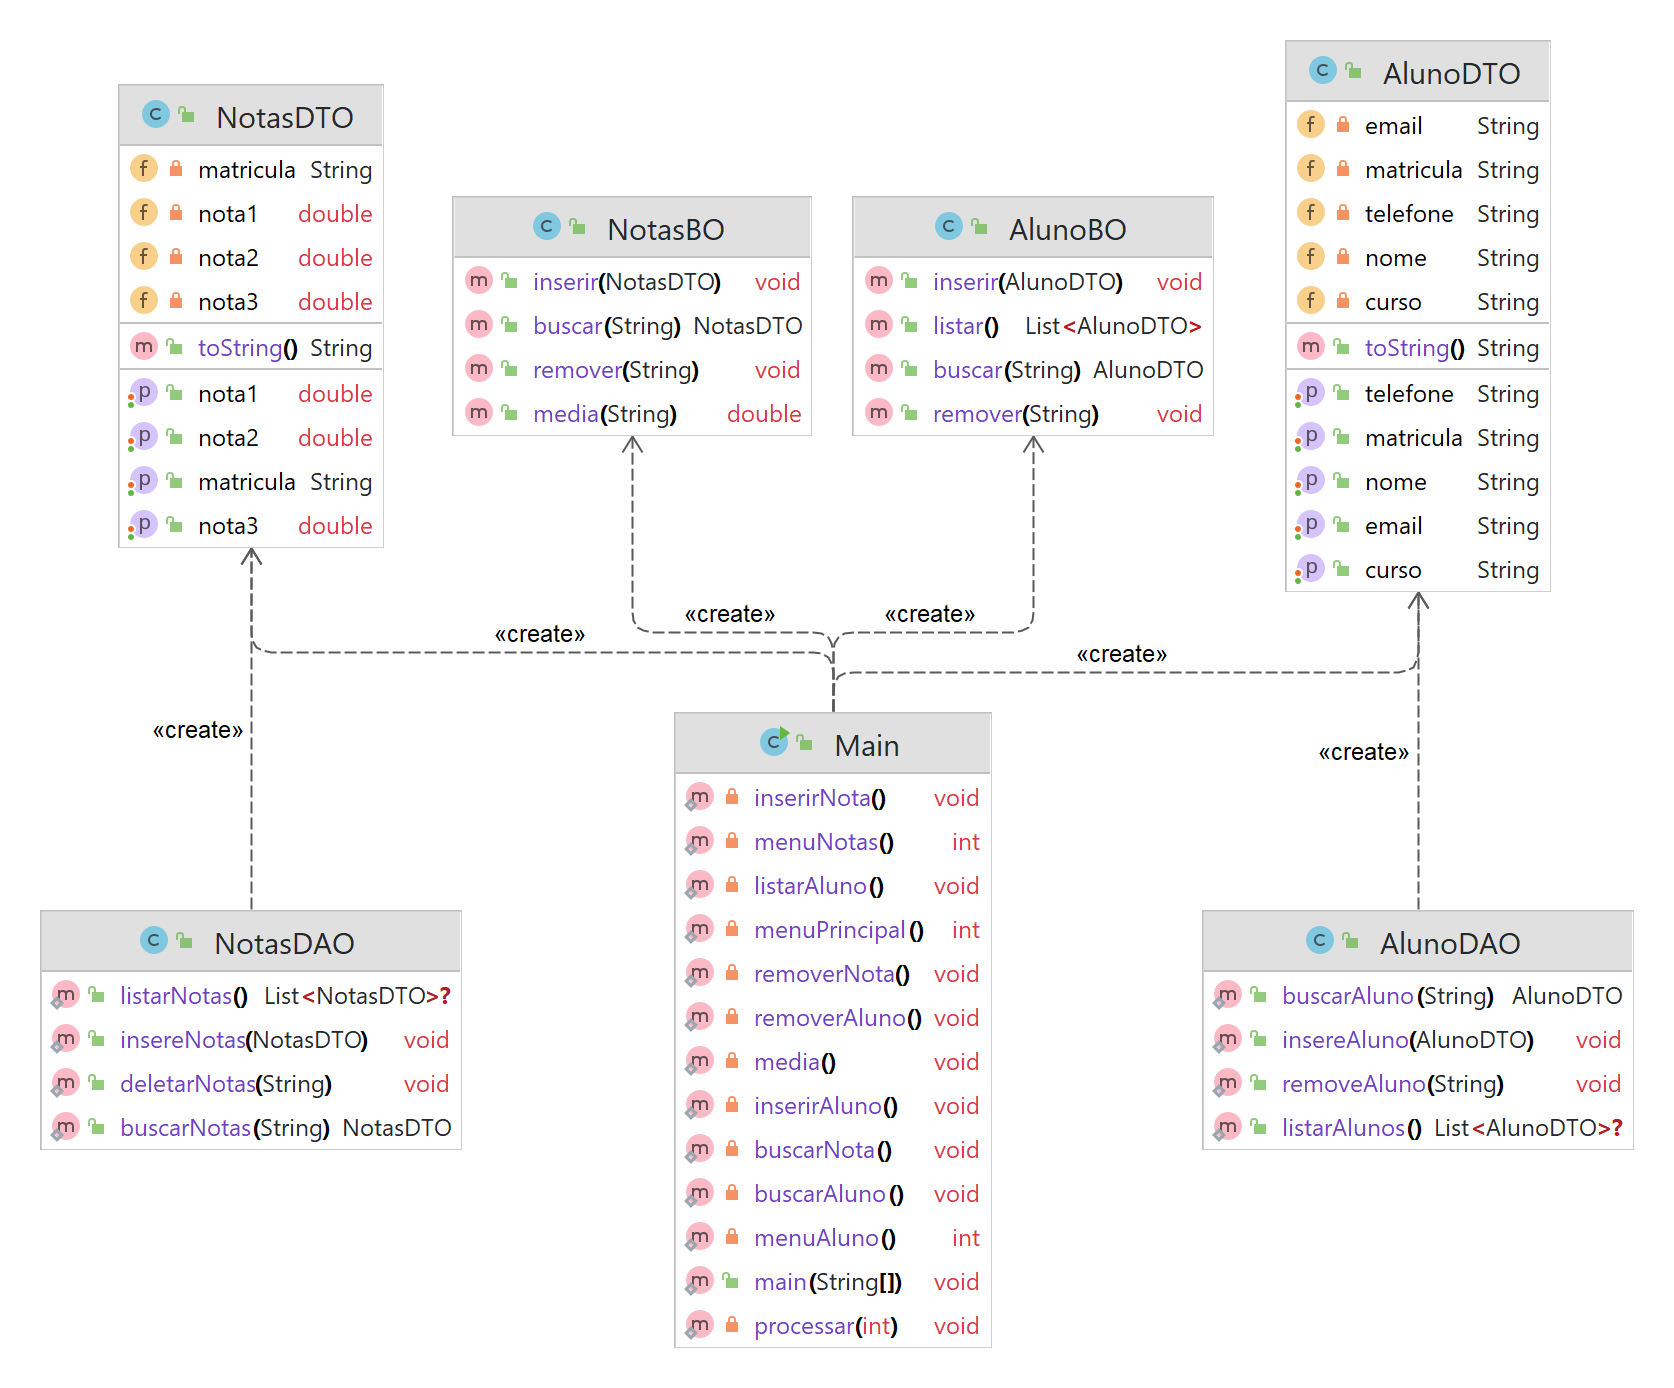 NotasDTO
matricula String
nota1 double
nota2 double
nota3 double
toString() String
nota1 double
nota2 double
matricula String
nota3 double
NotasBO
inserir(NotasDTO) void
buscar(String) NotasDTO
remover(String) void
media(String) double
AlunoBO
inserir(AlunoDTO) void
listar() List<AlunoDTO>
buscar(String) AlunoDTO
remover(String) void
AlunoDTO
email String
matricula String
telefone String
nome String
curso String
toString() String
telefone String
matricula String
nome String
email String
curso String
«create»
«create»
«create»
«create»
«create»
«create»
Main
inserirNota() void
menuNotas() int
listarAluno() void
menuPrincipal() int
removerNota() void
removerAluno() void
media() void
inserirAluno() void
buscarNota() void
buscarAluno() void
menuAluno() int
main(String[]) void
processar(int) void
NotasDAO
listarNotas() List<NotasDTO>?
insereNotas(NotasDTO) void
deletarNotas(String) void
buscarNotas(String) NotasDTO
AlunoDAO
buscarAluno(String) AlunoDTO
insereAluno(AlunoDTO) void
removeAluno(String) void
listarAlunos() List<AlunoDTO>?